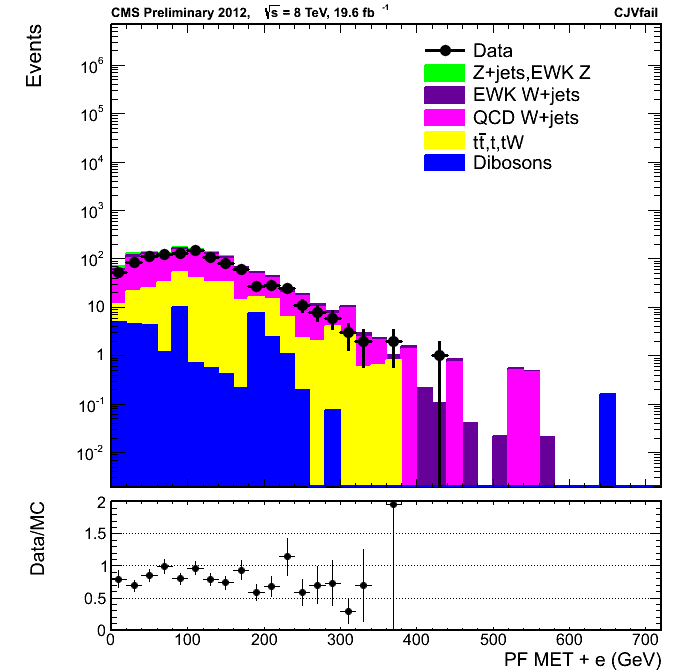 CMS Preliminary 2012, √s = 8 TeV, 19.6 fb⁻¹ CJVfail
Events
10⁶
10⁵
10⁴
10³
10²
10
1
10⁻¹
10⁻²
Data
Z+jets,EWK Z
EWK W+jets
QCD W+jets
tt̄,t,tW
Dibosons
Data/MC
2
1.5
1
0.5
0
0 100 200 300 400 500 600 700
PF MET + e (GeV)